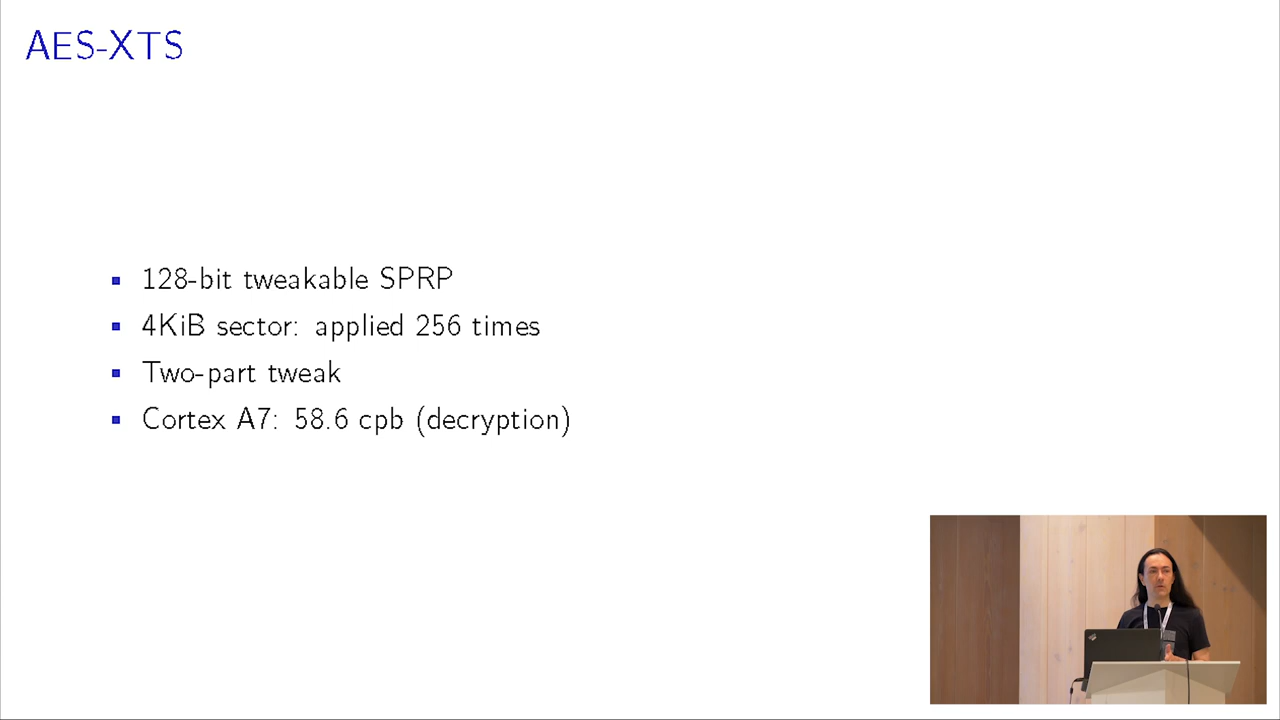 AES-XTS
128-bit tweakable SPRP
4KiB sector: applied 256 times
Two-part tweak
Cortex A7: 58.6 cpb (decryption)